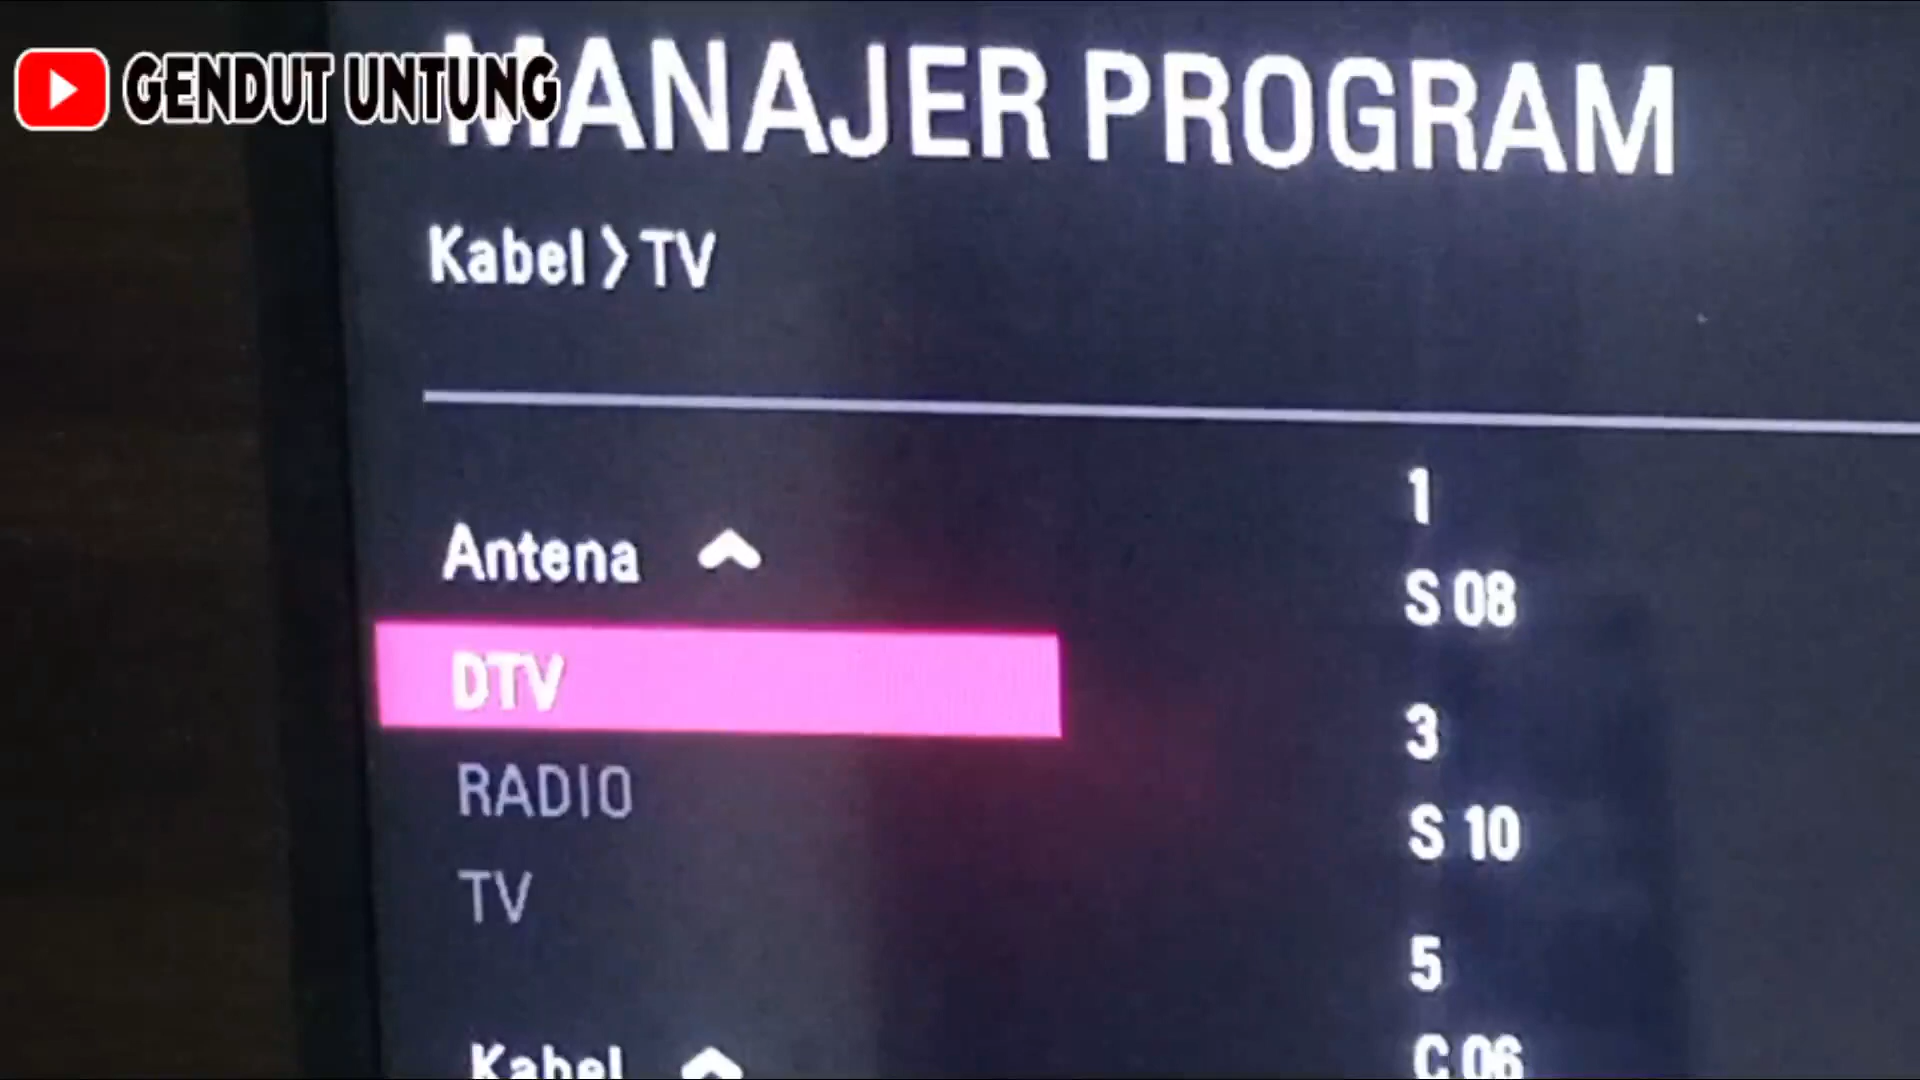 GENDUT UNTUNG
MANAJER PROGRAM
Kabel > TV
Antena
DTV
RADIO
TV
Kabel
1
S 08
3
S 10
5
C 06